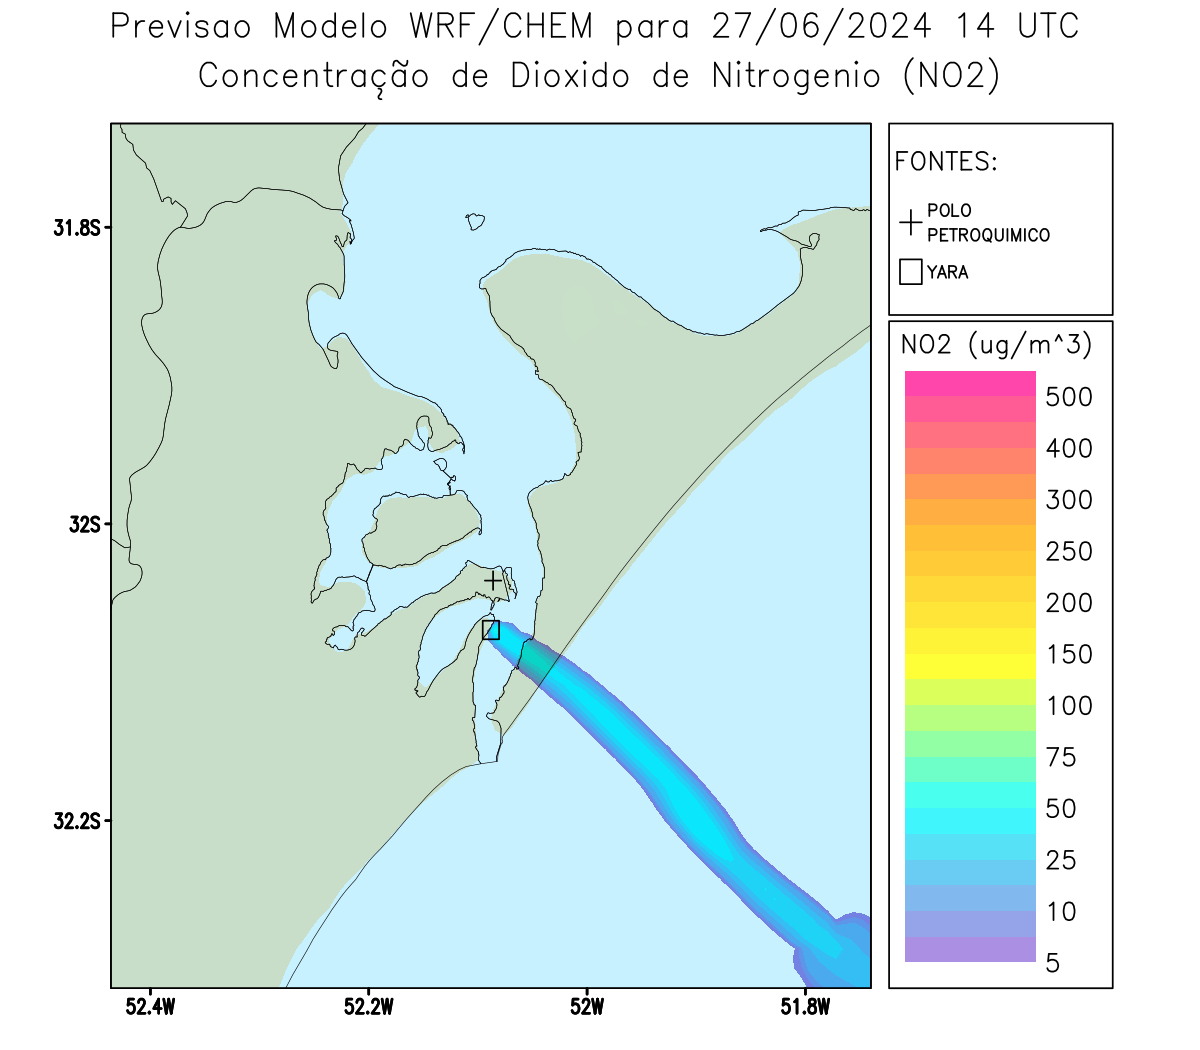 Previsao Modelo WRF/CHEM para 27/06/2024 14 UTC
Concentração de Dioxido de Nitrogenio (NO2)
FONTES:
POLO
PETROQUIMICO
YARA
NO2 (ug/m^3)
500
400
300
250
200
150
100
75
50
25
10
5
31.8S
32S
32.2S
52.4W 52.2W 52W 51.8W